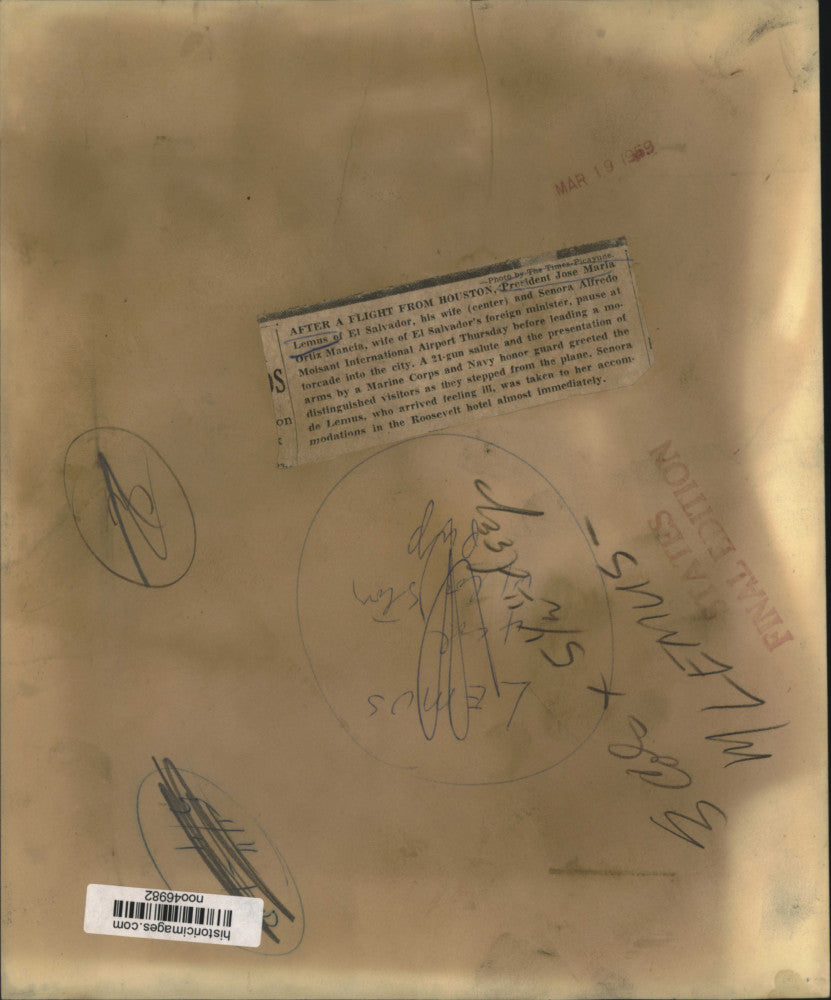 MAR 19 1959
—Photo by The Times-Picayune.
AFTER A FLIGHT FROM HOUSTON, President Jose Maria
Lemus of El Salvador, his wife (center) and Senora Alfredo
Ortiz Mancia, wife of El Salvador's foreign minister, pause at
Moisant International Airport Thursday before leading a mo-
torcade into the city. A 21-gun salute and the presentation of
arms by a Marine Corps and Navy honor guard greeted the
distinguished visitors as they stepped from the plane. Senora
de Lemus, who arrived feeling ill, was taken to her accom-
modations in the Roosevelt hotel almost immediately.
STATES
FINAL EDITION
LEMUS -
3 Col
Lemus
historicimages.com
noo46982